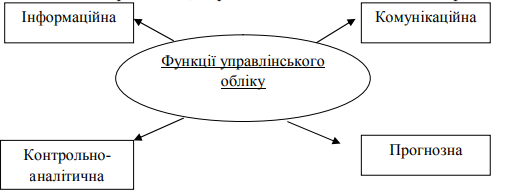 Інформаційна
Комунікаційна
Функції управлінського
обліку
Контрольно-
аналітична
Прогнозна